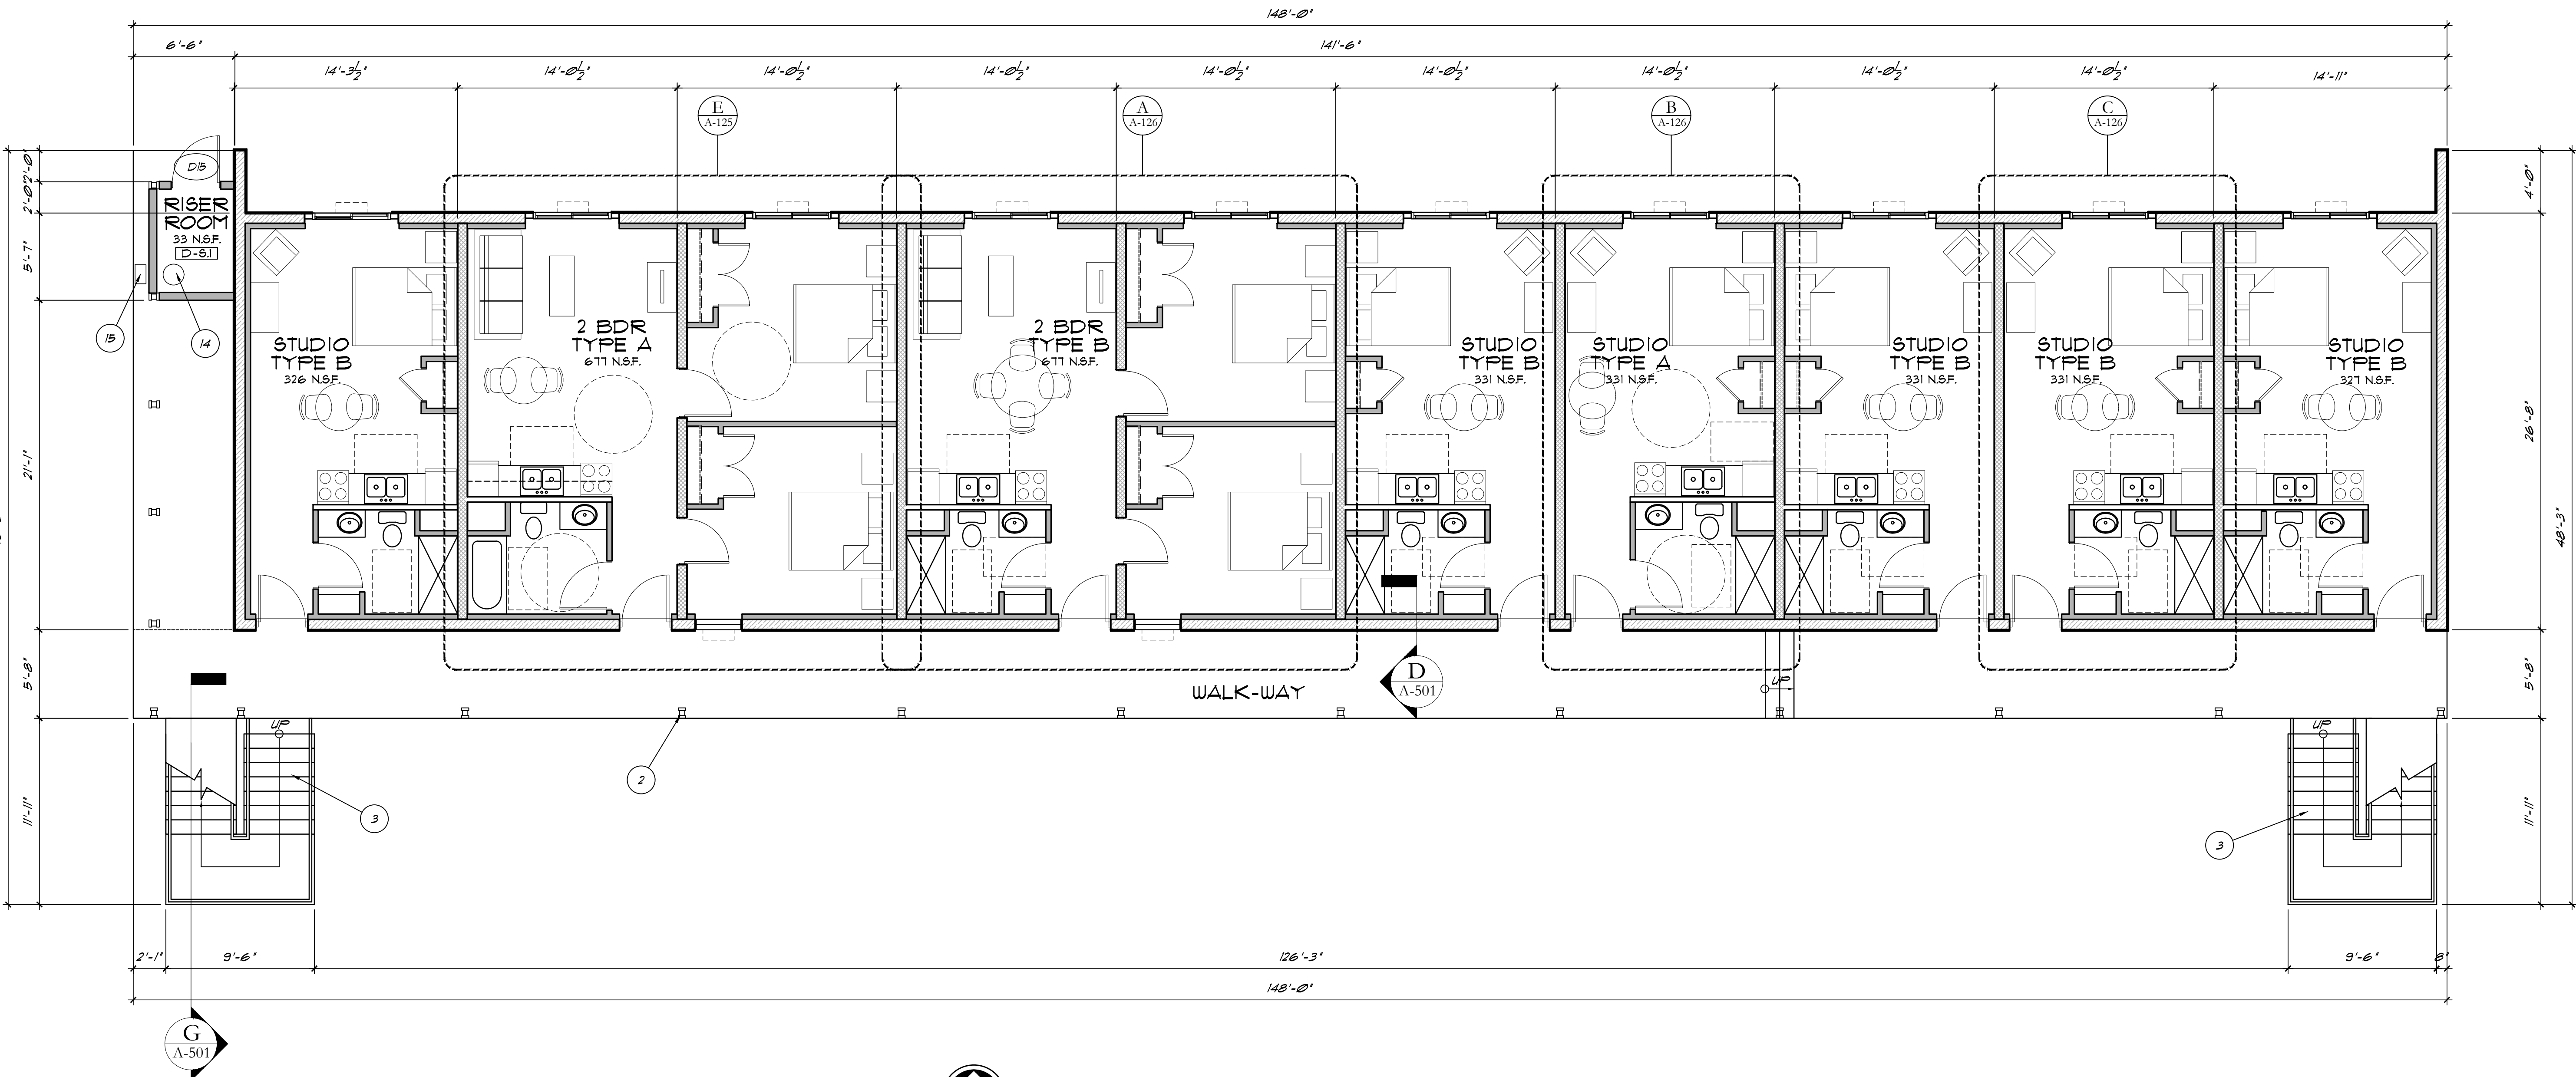 148'-0"
6'-6"
141'-6"
14'-3½"
14'-0½"
14'-0½"
14'-0½"
14'-0½"
14'-0½"
14'-0½"
14'-0½"
14'-0½"
14'-11"
E
A-125
A
A-126
B
A-126
C
A-126
2'-0"
2'-0"
5'-7"
21'-1"
5'-8"
11'-11"
D15
RISER
ROOM
33 N.S.F.
D-S.1
15
14
STUDIO
TYPE B
326 N.S.F.
2 BDR
TYPE A
677 N.S.F.
2 BDR
TYPE B
677 N.S.F.
STUDIO
TYPE B
331 N.S.F.
STUDIO
TYPE A
331 N.S.F.
STUDIO
TYPE B
331 N.S.F.
STUDIO
TYPE B
331 N.S.F.
STUDIO
TYPE B
327 N.S.F.
4'-0"
26'-8"
48'-3"
5'-8"
11'-11"
WALK-WAY
D
A-501
UP
UP
UP
2
3
3
2'-1"
9'-6"
126'-3"
9'-6"
8"
148'-0"
G
A-501